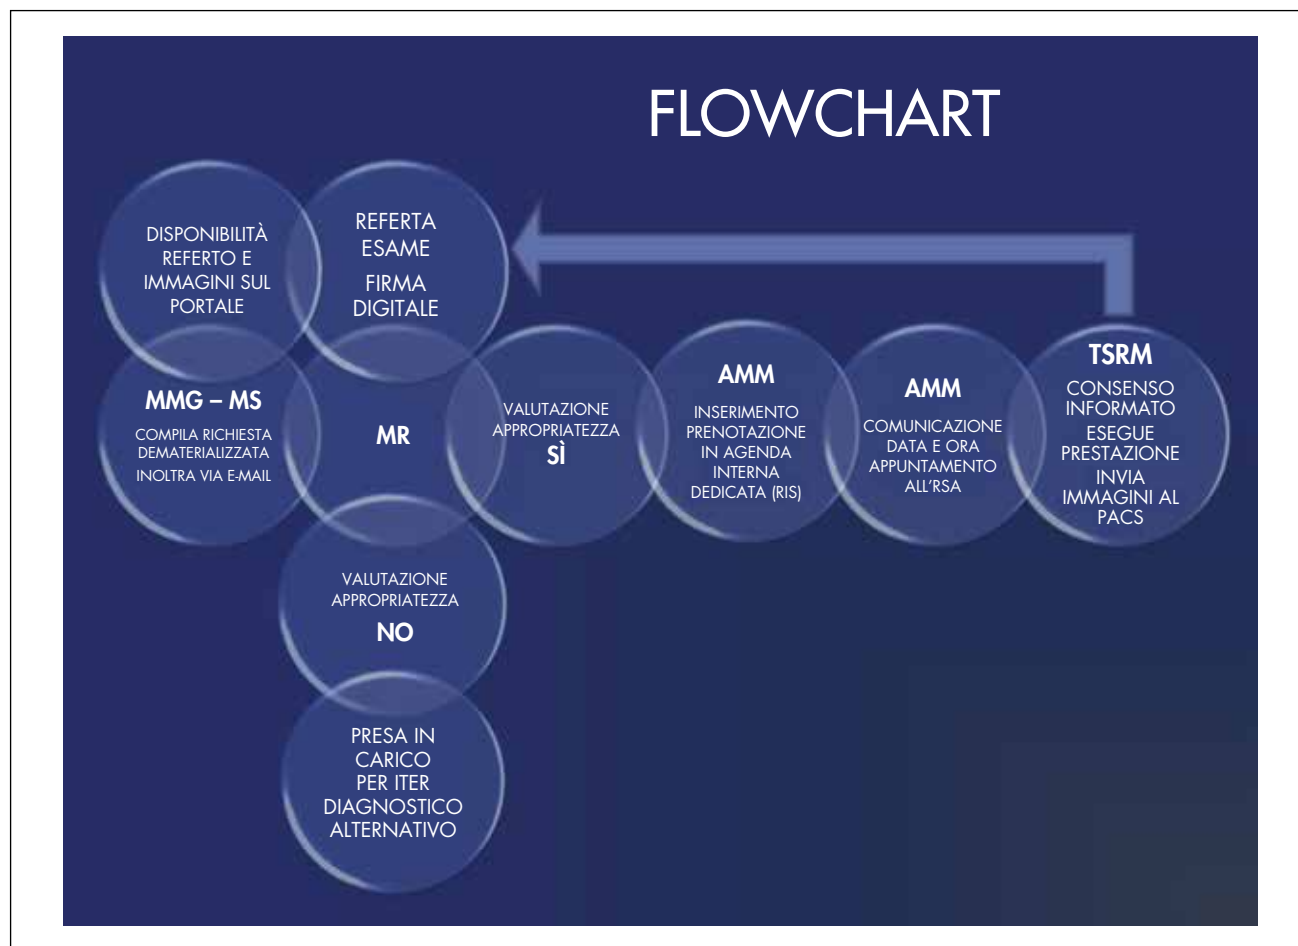 FLOWCHART
DISPONIBILITÀ
REFERTO E
IMMAGINI SUL
PORTALE
REFERTA
ESAME
FIRMA
DIGITALE
MMG – MS
COMPILA RICHIESTA
DEMATERIALIZZATA
INOLTRA VIA E-MAIL
MR
VALUTAZIONE
APPROPRIATEZZA
SÌ
AMM
INSERIMENTO
PRENOTAZIONE
IN AGENDA
INTERNA
DEDICATA (RIS)
AMM
COMUNICAZIONE
DATA E ORA
APPUNTAMENTO
ALL'RSA
TSRM
CONSENSO
INFORMATO
ESEGUE
PRESTAZIONE
INVIA
IMMAGINI AL
PACS
VALUTAZIONE
APPROPRIATEZZA
NO
PRESA IN
CARICO
PER ITER
DIAGNOSTICO
ALTERNATIVO